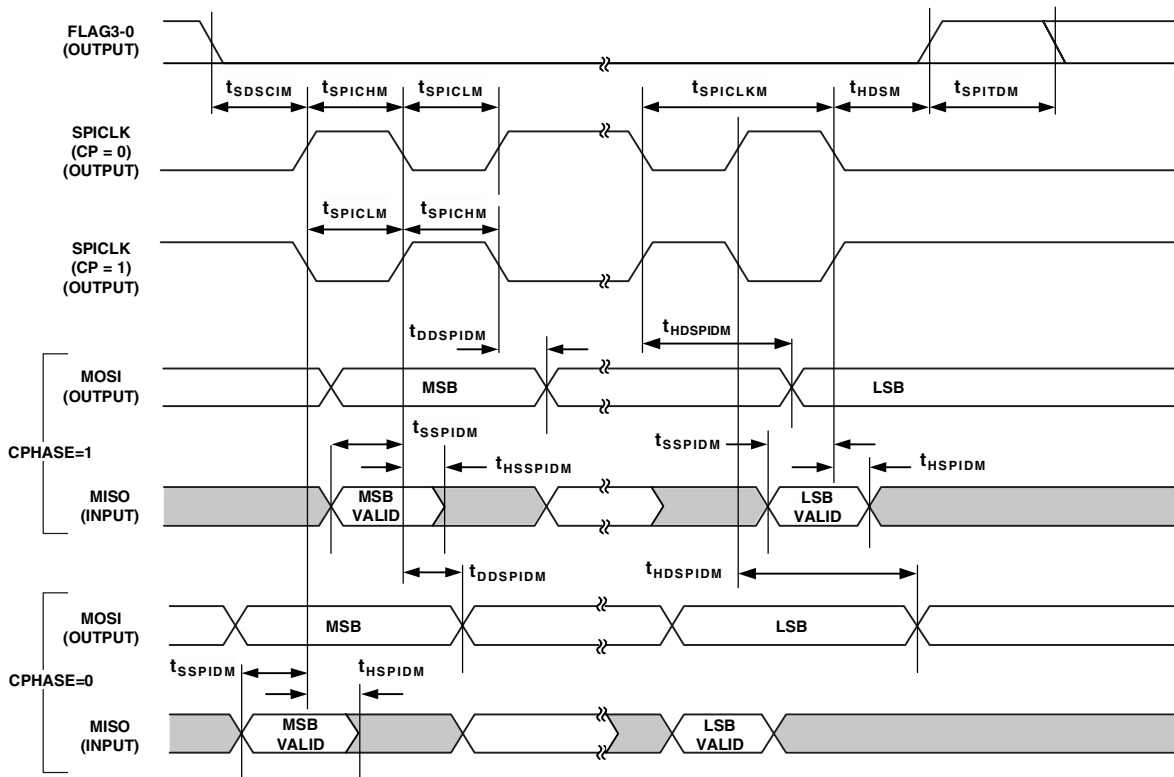 FLAG3-0
(OUTPUT)
tSDSCIM
tSPICHM
tSPICLM
tSPICLKM
tHDSM
tSPITDM
SPICLK
(CP = 0)
(OUTPUT)
tSPICLM
tSPICHM
SPICLK
(CP = 1)
(OUTPUT)
tDDSPIDM
tHDSPIDM
CPHASE=1
MOSI
(OUTPUT)
MSB
LSB
tSSPIDM
tHSSPIDM
tSSPIDM
tHSPIDM
MISO
(INPUT)
MSB
VALID
LSB
VALID
tDDSPIDM
tHDSPIDM
CPHASE=0
MOSI
(OUTPUT)
MSB
LSB
tSSPIDM
tHSPIDM
MISO
(INPUT)
MSB
VALID
LSB
VALID